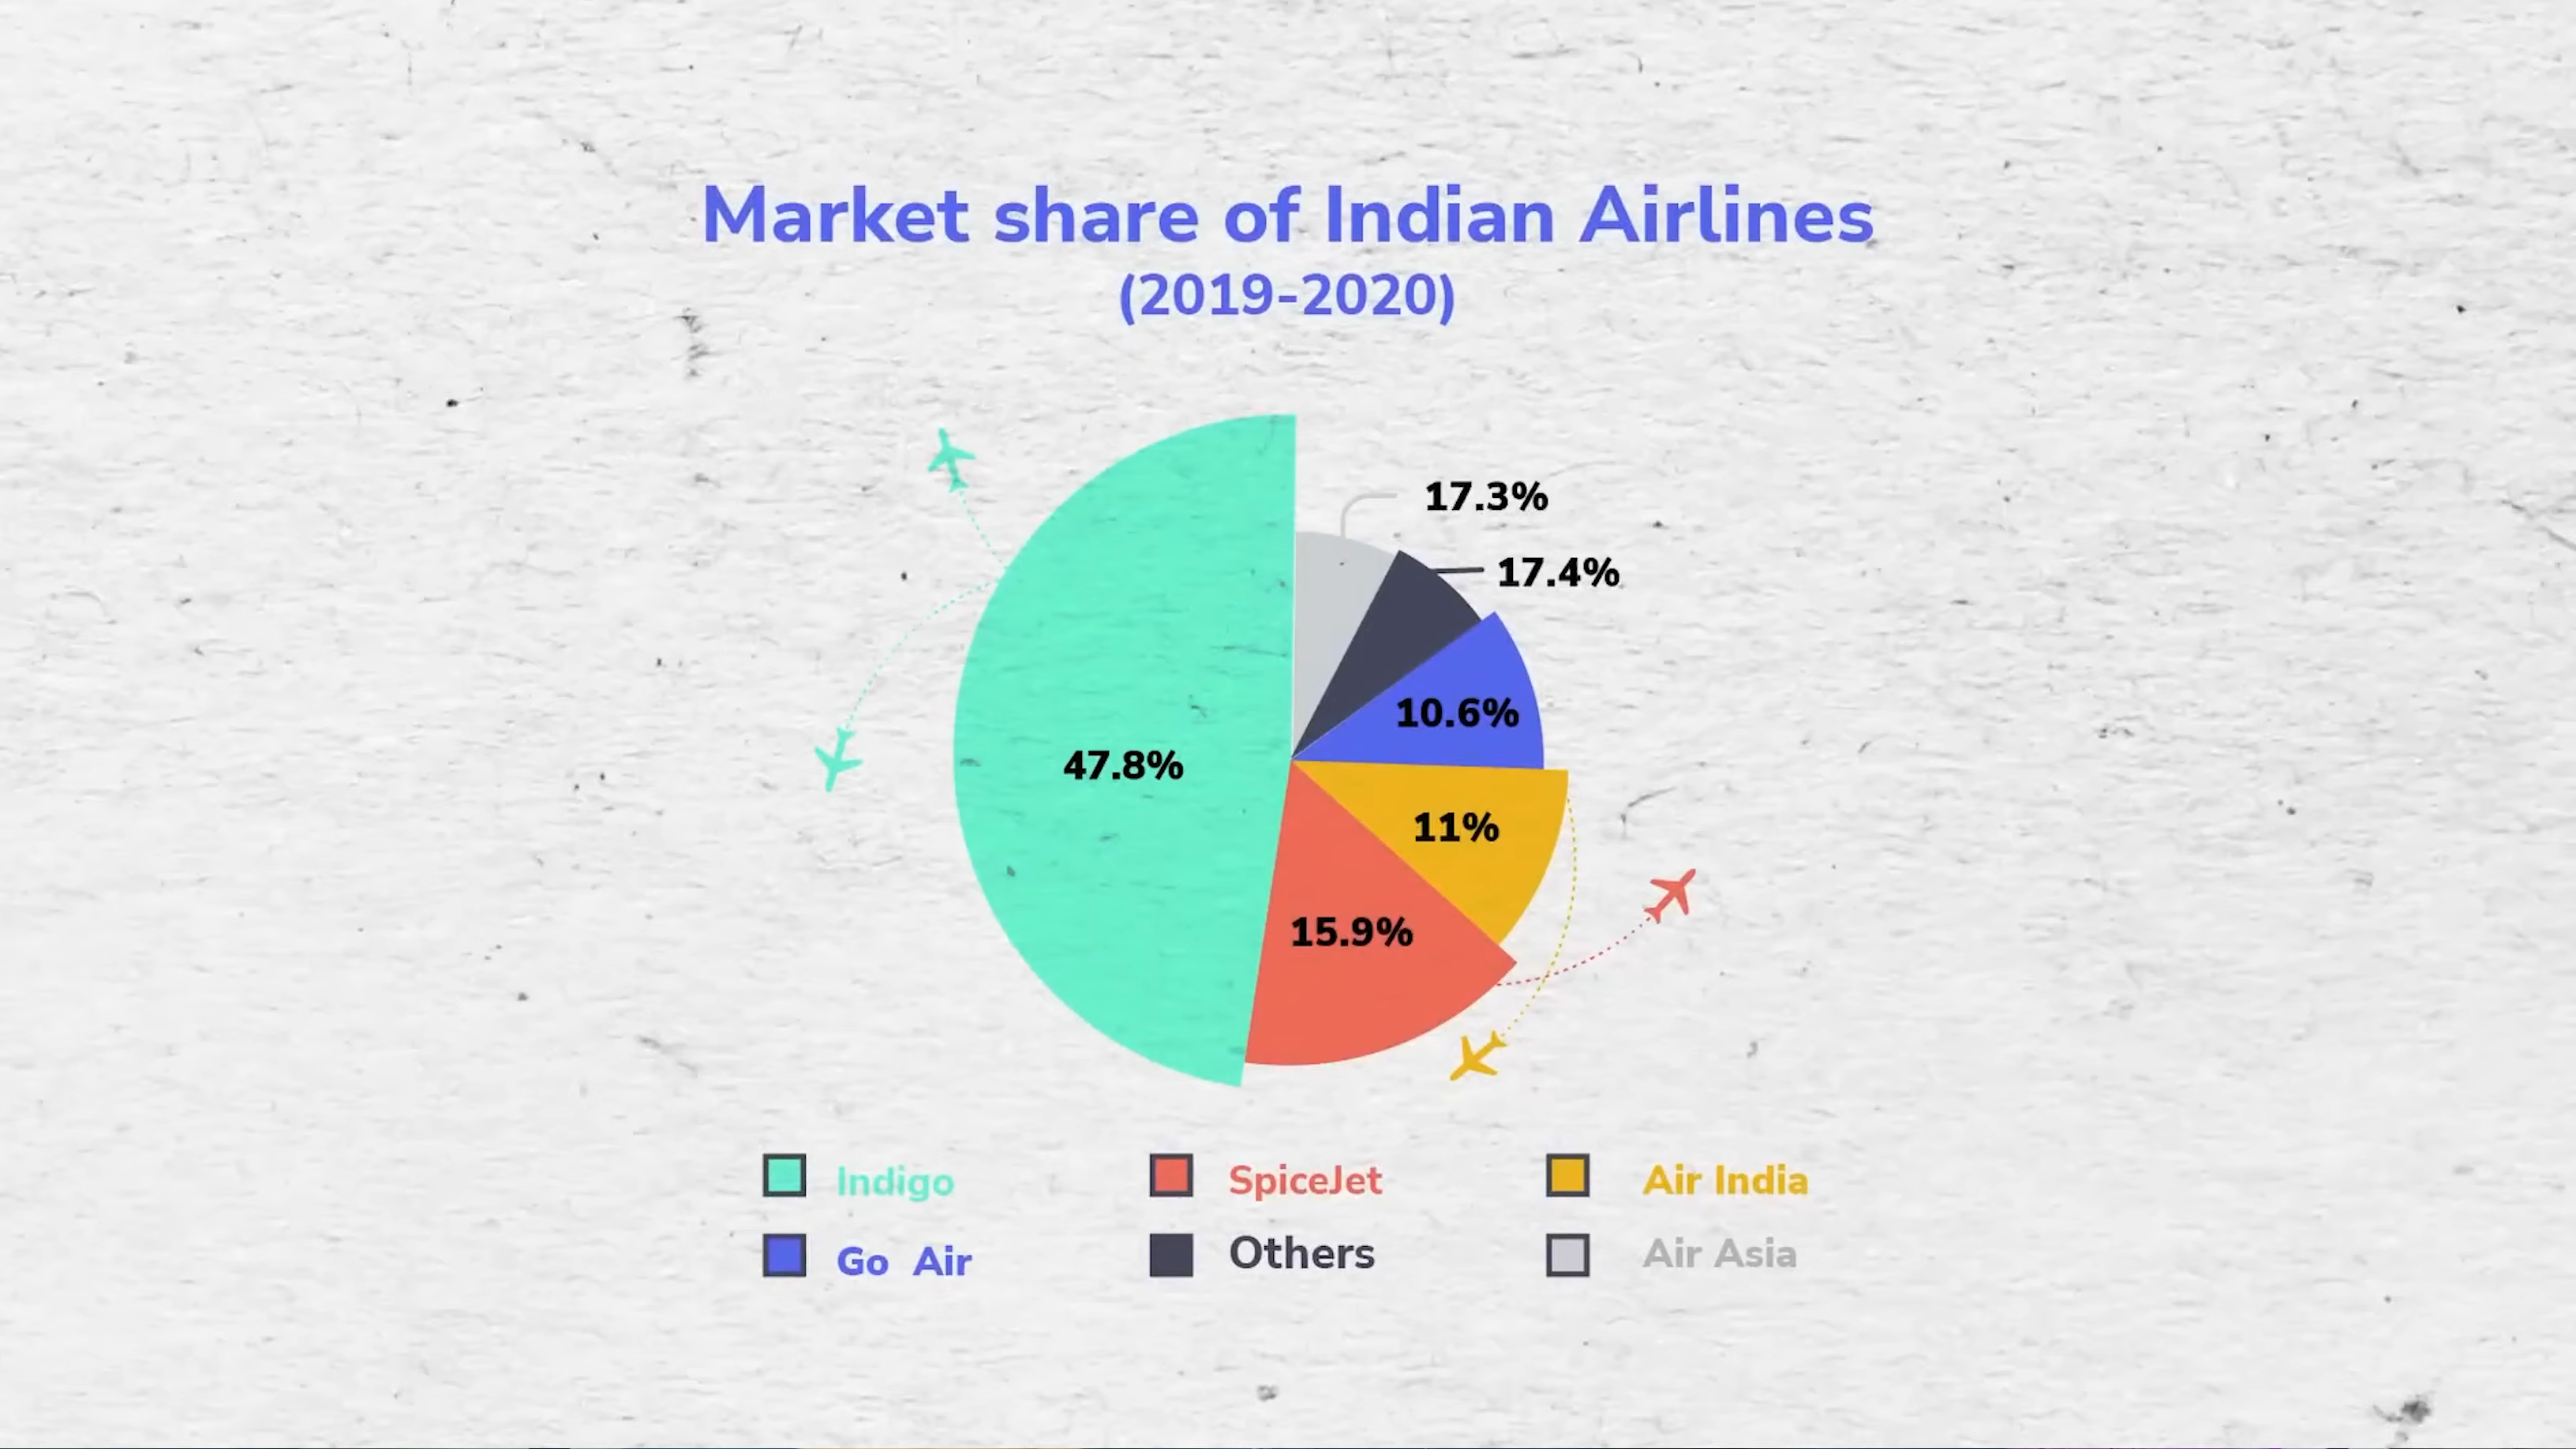 Market share of Indian Airlines
(2019-2020)
17.3%
17.4%
10.6%
47.8%
11%
15.9%
Indigo
SpiceJet
Air India
Go Air
Others
Air Asia